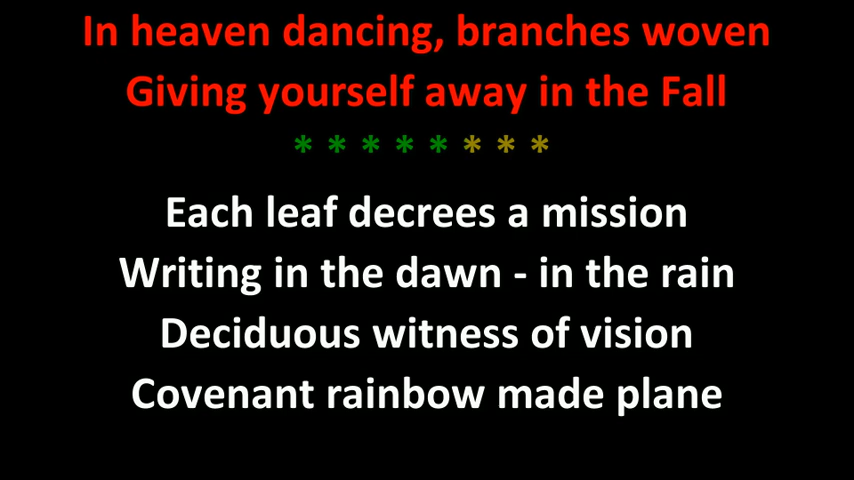 In heaven dancing, branches woven
Giving yourself away in the Fall
* * * * * * * *
Each leaf decrees a mission
Writing in the dawn - in the rain
Deciduous witness of vision
Covenant rainbow made plane